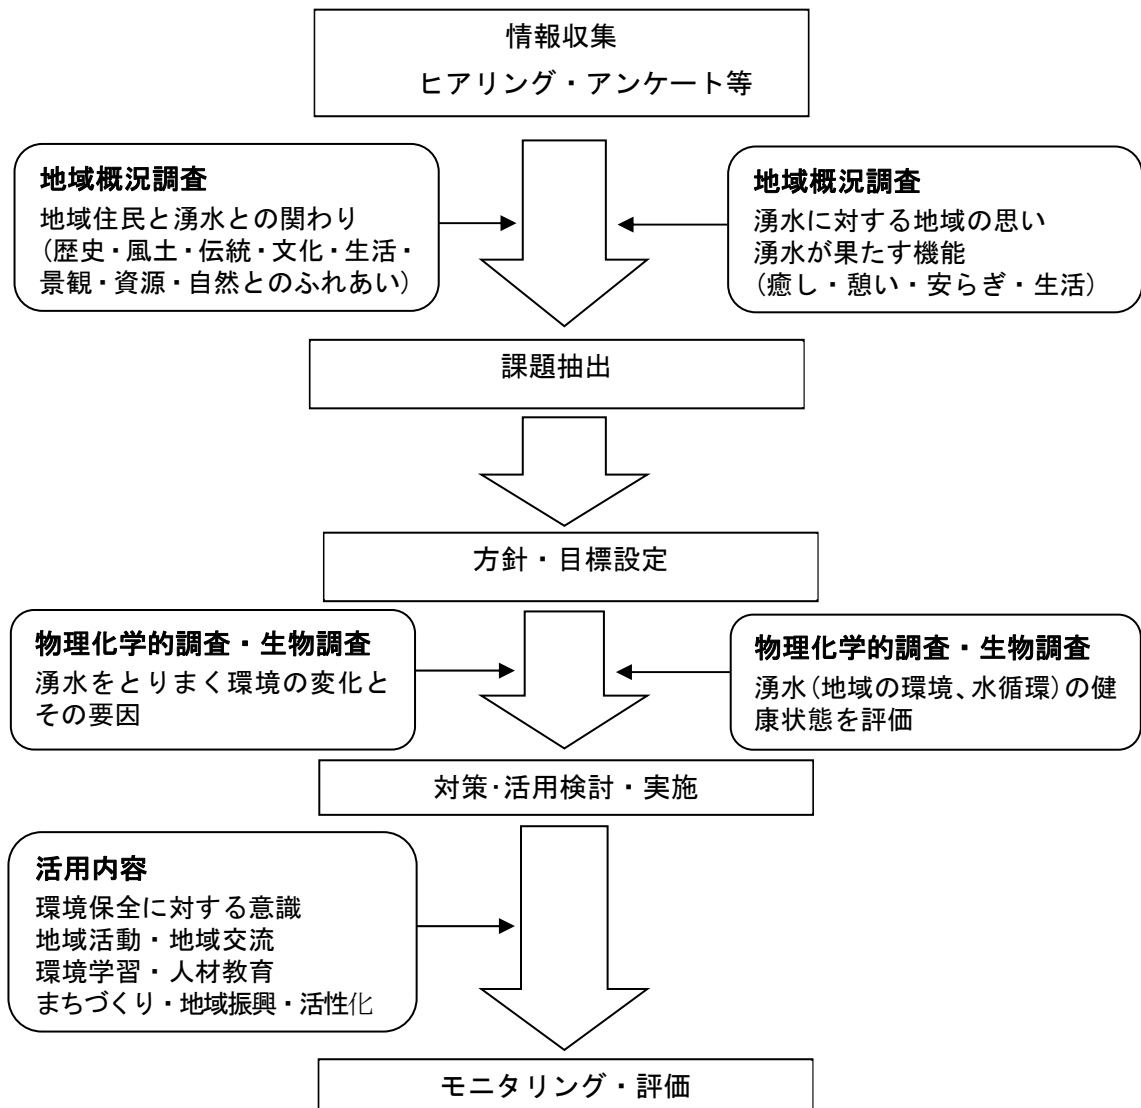 情報収集
ヒアリング・アンケート等
地域概況調査
地域住民と湧水との関わり
(歴史・風土・伝統・文化・生活・
景観・資源・自然とのふれあい)
地域概況調査
湧水に対する地域の思い
湧水が果たす機能
(癒し・憩い・安らぎ・生活)
課題抽出
方針・目標設定
物理化学的調査・生物調査
湧水をとりまく環境の変化と
その要因
物理化学的調査・生物調査
湧水(地域の環境、水循環)の健
康状態を評価
対策･活用検討・実施
活用内容
環境保全に対する意識
地域活動・地域交流
環境学習・人材教育
まちづくり・地域振興・活性化
モニタリング・評価